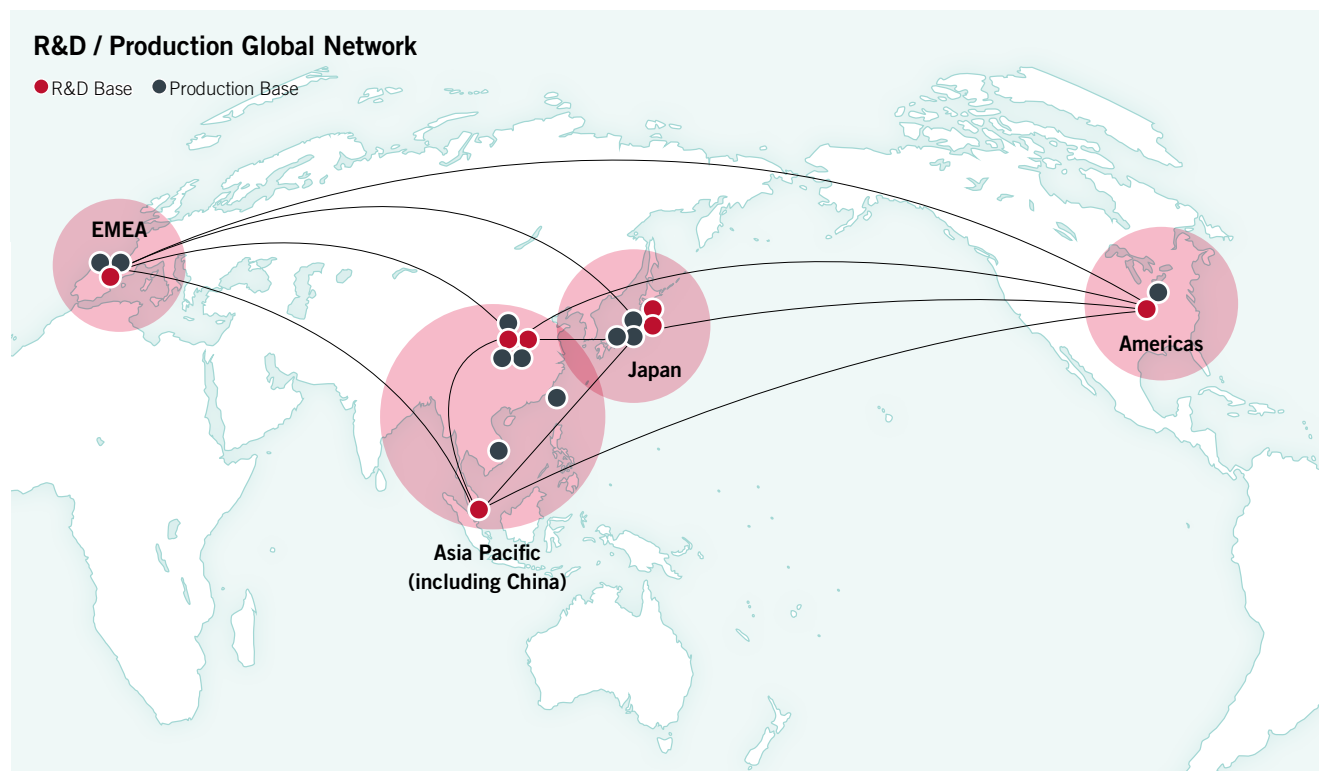 R&D / Production Global Network
R&D Base
Production Base
EMEA
Japan
Americas
Asia Pacific
(including China)